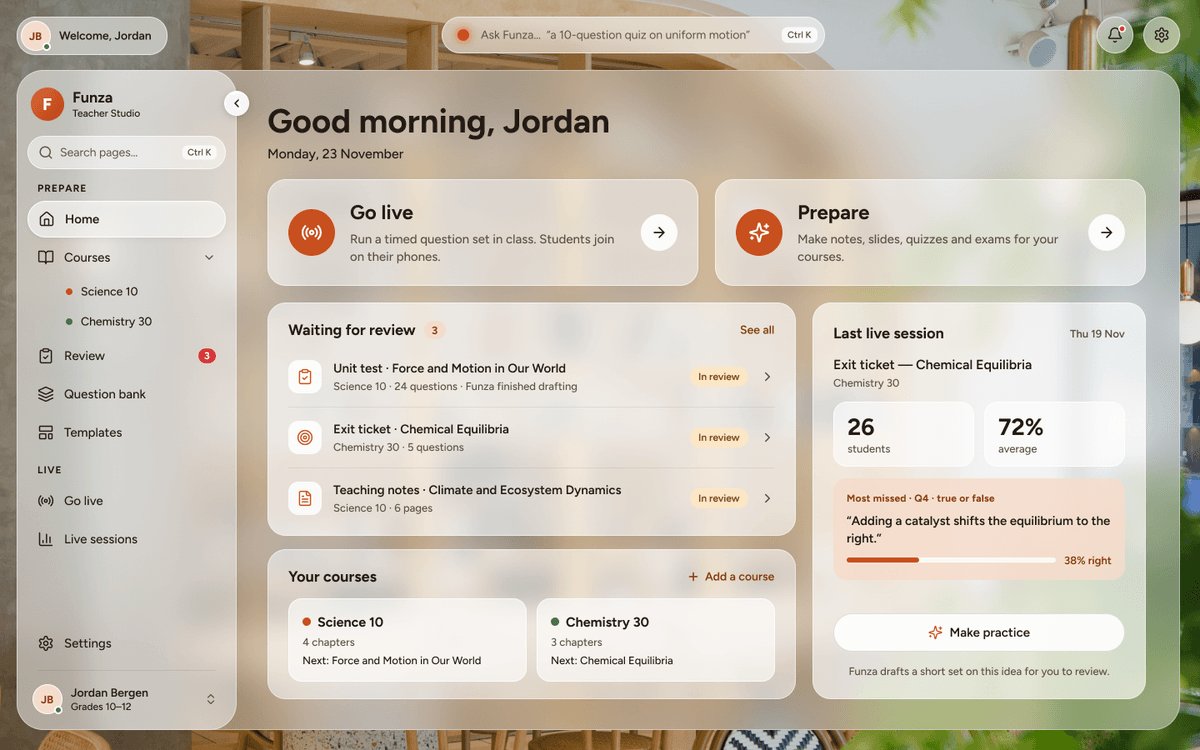 JB Welcome, Jordan
Ask Funza... “a 10-question quiz on uniform motion” Ctrl K
F Funza
Teacher Studio
Search pages... Ctrl K
PREPARE
Home
Courses
Science 10
Chemistry 30
Review 3
Question bank
Templates
LIVE
Go live
Live sessions
Settings
JB Jordan Bergen
Grades 10–12
Good morning, Jordan
Monday, 23 November
Go live
Run a timed question set in class. Students join
on their phones.
Prepare
Make notes, slides, quizzes and exams for your
courses.
Waiting for review 3 See all
Unit test · Force and Motion in Our World
Science 10 · 24 questions · Funza finished drafting
In review
Exit ticket · Chemical Equilibria
Chemistry 30 · 5 questions
In review
Teaching notes · Climate and Ecosystem Dynamics
Science 10 · 6 pages
In review
Your courses + Add a course
Science 10
4 chapters
Next: Force and Motion in Our World
Chemistry 30
3 chapters
Next: Chemical Equilibria
Last live session Thu 19 Nov
Exit ticket — Chemical Equilibria
Chemistry 30
26
students
72%
average
Most missed · Q4 · true or false
“Adding a catalyst shifts the equilibrium to the
right.”
38% right
Make practice
Funza drafts a short set on this idea for you to review.